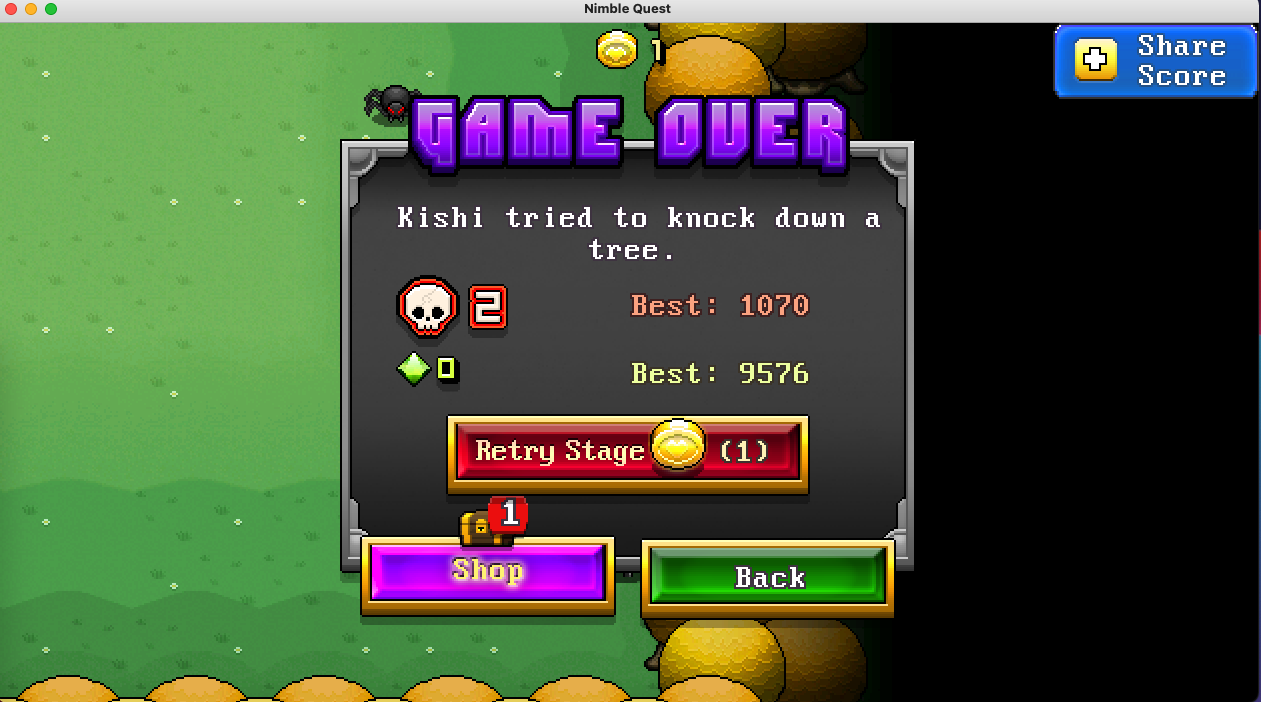 Nimble Quest
1
Share
Score
GAME OVER
Kishi tried to knock down a
tree.
2
Best: 1070
0
Best: 9576
Retry Stage (1)
1
Shop
Back